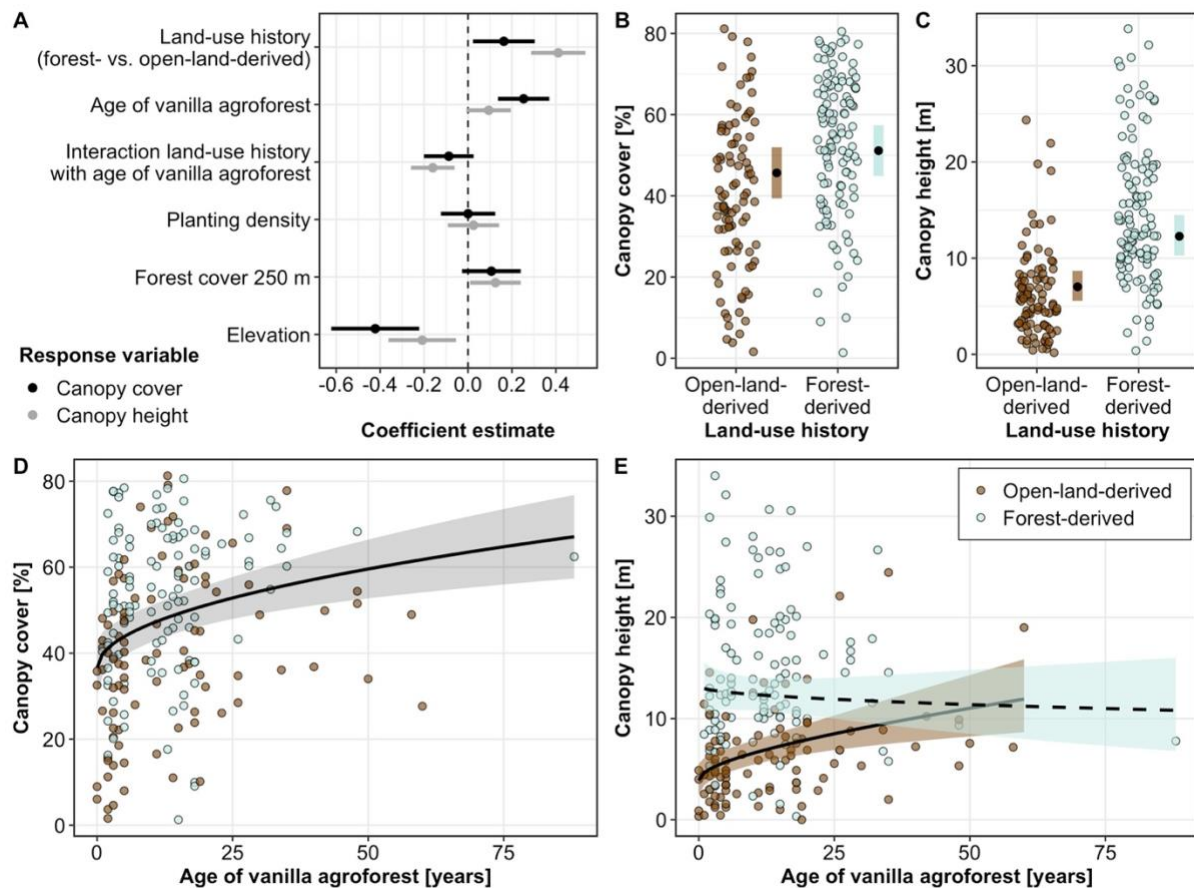 A
Land-use history
(forest- vs. open-land-derived)
Age of vanilla agroforest
Interaction land-use history
with age of vanilla agroforest
Planting density
Forest cover 250 m
Elevation
Response variable
Canopy cover
Canopy height
-0.6 -0.4 -0.2 0.0 0.2 0.4
Coefficient estimate
B
Canopy cover [%]
80
60
40
20
0
Open-land-
derived
Forest-
derived
Land-use history
C
Canopy height [m]
30
20
10
0
Open-land-
derived
Forest-
derived
Land-use history
D
Canopy cover [%]
80
60
40
20
0
0 25 50 75
Age of vanilla agroforest [years]
E
Canopy height [m]
30
20
10
0
Open-land-derived
Forest-derived
0 25 50 75
Age of vanilla agroforest [years]